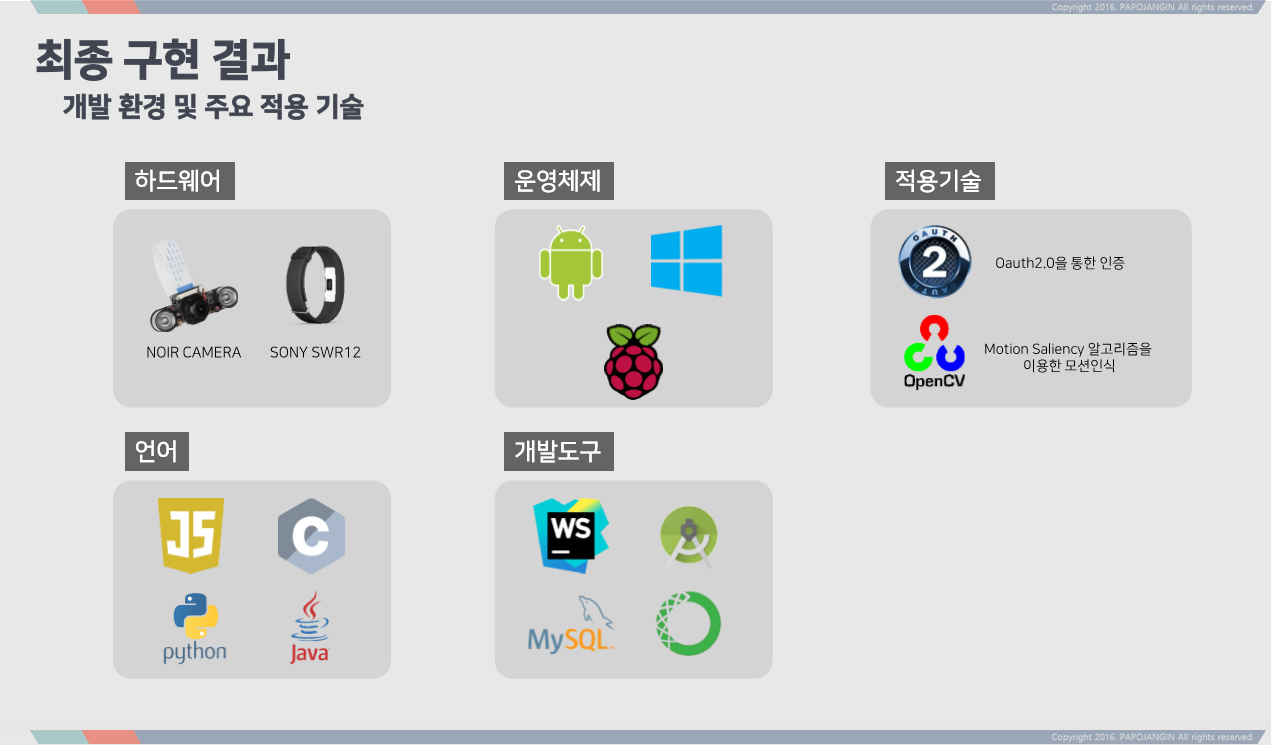 Copyright 2016. PAPOJANGIN All rights reserved.
최종 구현 결과
개발 환경 및 주요 적용 기술
하드웨어
NOIR CAMERA
SONY SWR12
운영체제
적용기술
OAUTH
2
Oauth2.0을 통한 인증
OpenCV
Motion Saliency 알고리즘을
이용한 모션인식
언어
JS
C
python
Java
개발도구
WS
MySQL
Copyright 2016. PAPOJANGIN All rights reserved.